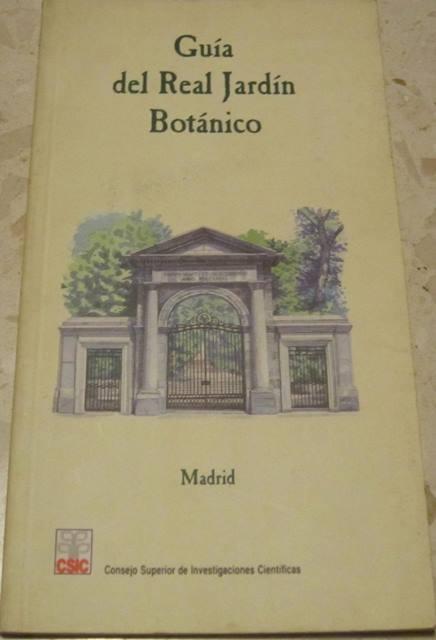 Guía
del Real Jardín
Botánico
Madrid
CSIC
Consejo Superior de Investigaciones Científicas